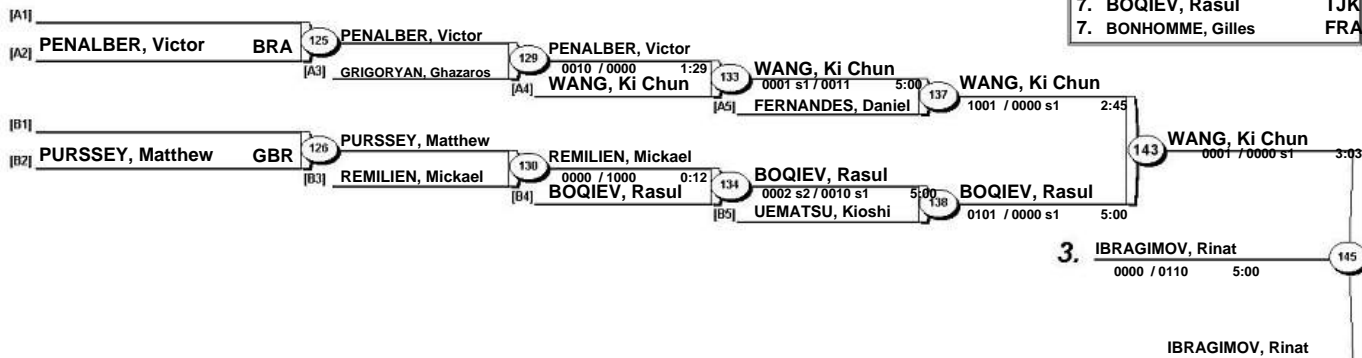 7. BOQIEV, Rasul TJK
7. BONHOMME, Gilles FRA
[A1]
[A2] PENALBER, Victor BRA
125
PENALBER, Victor
[A3] GRIGORYAN, Ghazaros
129
PENALBER, Victor
0010 / 0000 1:29
[A4] WANG, Ki Chun
133
WANG, Ki Chun
0001 s1 / 0011 5:00
[A5] FERNANDES, Daniel
137
WANG, Ki Chun
1001 / 0000 s1 2:45
[B1]
[B2] PURSSEY, Matthew GBR
126
PURSSEY, Matthew
[B3] REMILIEN, Mickael
130
REMILIEN, Mickael
0000 / 1000 0:12
[B4] BOQIEV, Rasul
134
BOQIEV, Rasul
0002 s2 / 0010 s1 5:00
[B5] UEMATSU, Kioshi
138
BOQIEV, Rasul
0101 / 0000 s1 5:00
143
WANG, Ki Chun
0001 / 0000 s1 3:03
3. IBRAGIMOV, Rinat
0000 / 0110 5:00
145
IBRAGIMOV, Rinat